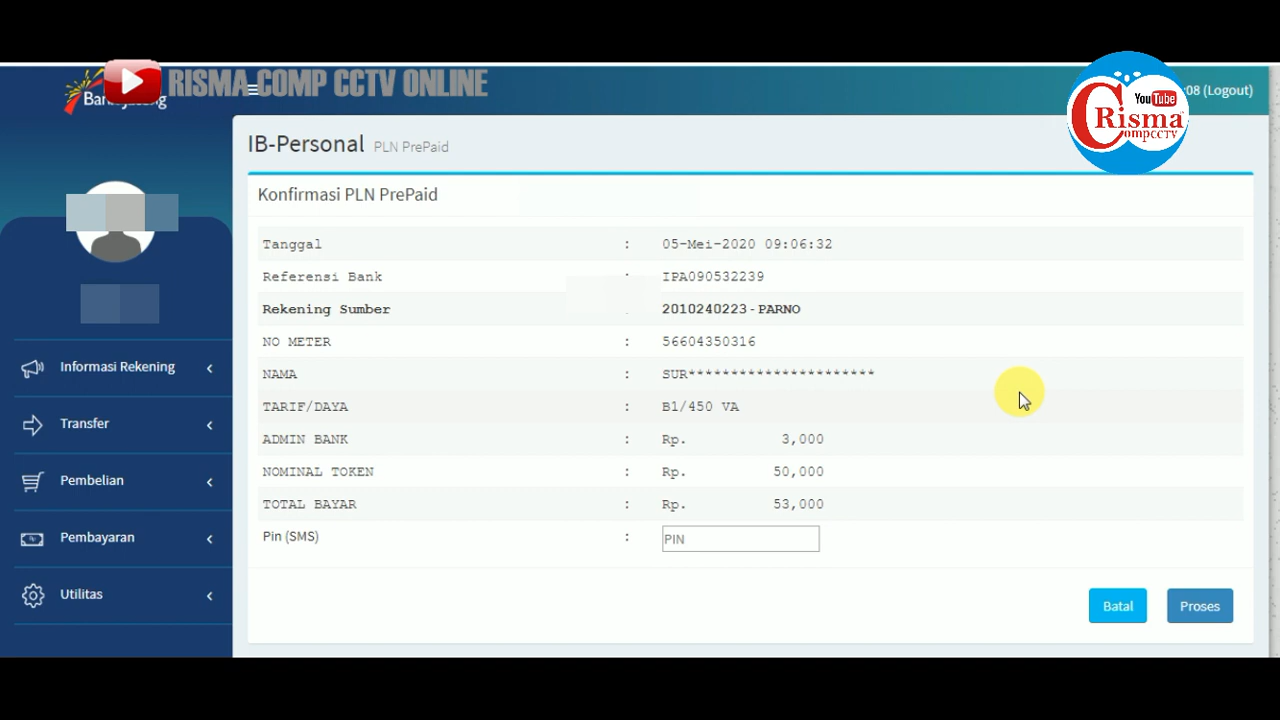 RISMA COMP CCTV ONLINE
YouTube
CRisma
CompCCTV
:08 (Logout)
IB-Personal PLN PrePaid
Konfirmasi PLN PrePaid
Tanggal : 05-Mei-2020 09:06:32
Referensi Bank : IPA090532239
Rekening Sumber : 2010240223 - PARNO
NO METER : 56604350316
NAMA : SUR**********************
TARIF/DAYA : B1/450 VA
ADMIN BANK : Rp. 3,000
NOMINAL TOKEN : Rp. 50,000
TOTAL BAYAR : Rp. 53,000
Pin (SMS) : PIN
Batal Proses
Informasi Rekening
Transfer
Pembelian
Pembayaran
Utilitas